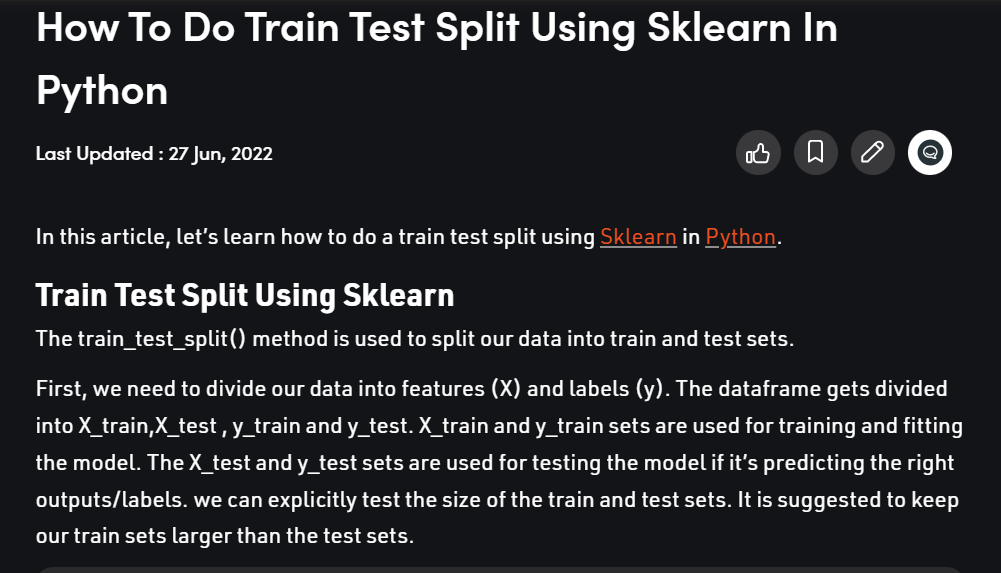 How To Do Train Test Split Using Sklearn In
Python
Last Updated : 27 Jun, 2022
In this article, let’s learn how to do a train test split using Sklearn in Python.
Train Test Split Using Sklearn
The train_test_split() method is used to split our data into train and test sets.
First, we need to divide our data into features (X) and labels (y). The dataframe gets divided
into X_train,X_test , y_train and y_test. X_train and y_train sets are used for training and fitting
the model. The X_test and y_test sets are used for testing the model if it’s predicting the right
outputs/labels. we can explicitly test the size of the train and test sets. It is suggested to keep
our train sets larger than the test sets.